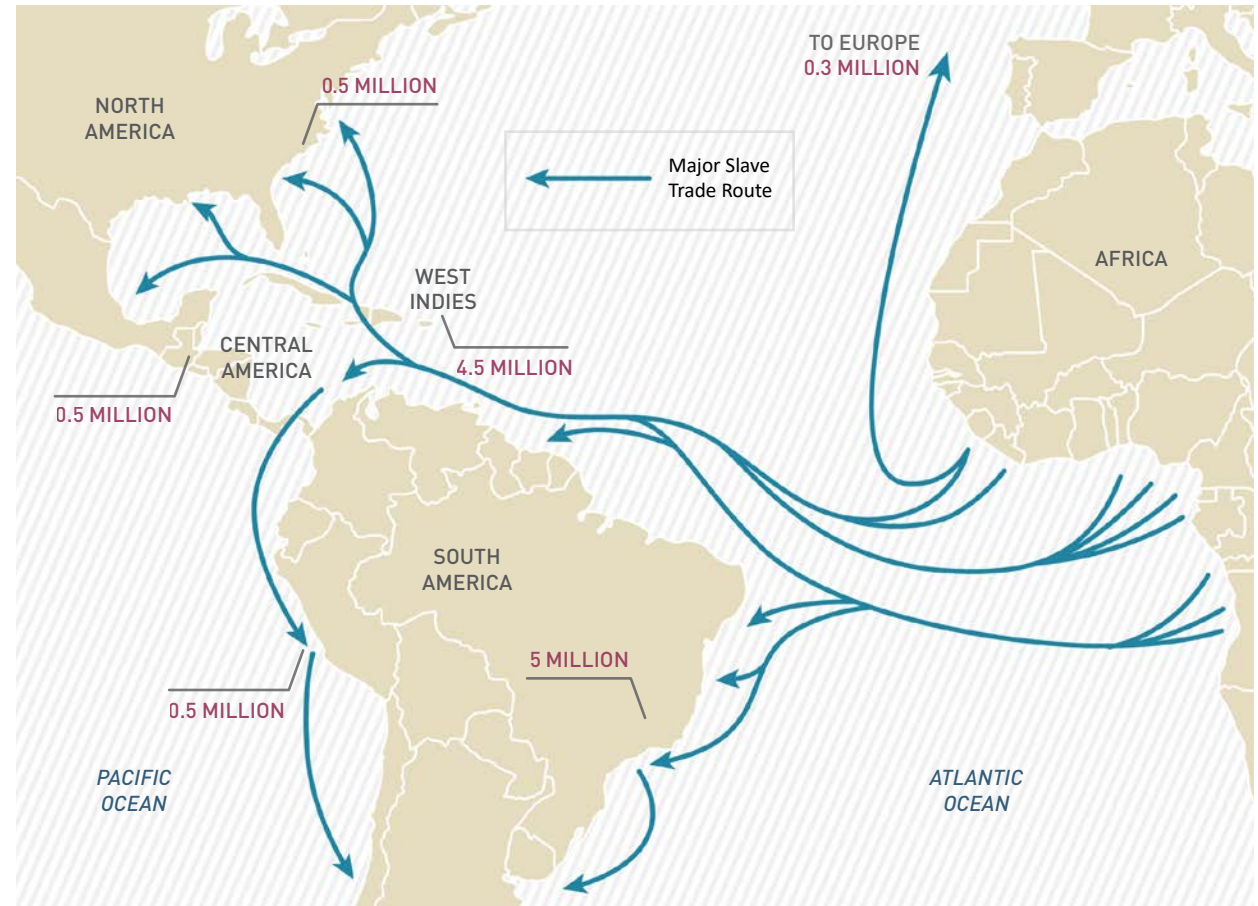 TO EUROPE
0.3 MILLION
0.5 MILLION
NORTH
AMERICA
Major Slave
Trade Route
AFRICA
WEST
INDIES
CENTRAL
AMERICA
4.5 MILLION
0.5 MILLION
SOUTH
AMERICA
5 MILLION
0.5 MILLION
PACIFIC
OCEAN
ATLANTIC
OCEAN